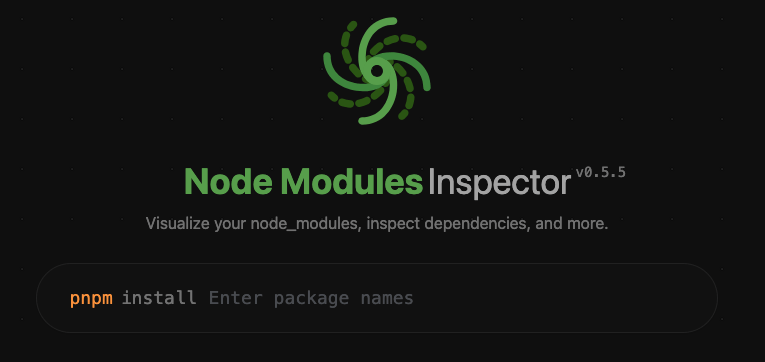 Node Modules Inspector v0.5.5
Visualize your node_modules, inspect dependencies, and more.
pnpm install Enter package names